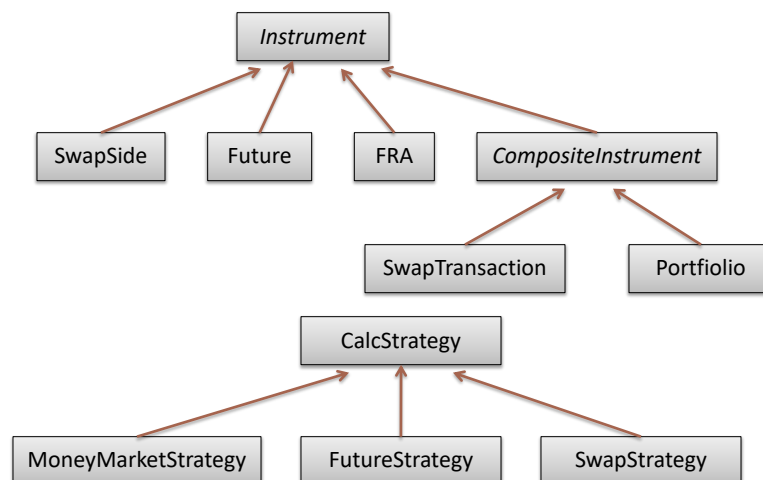 Instrument
SwapSide
Future
FRA
CompositeInstrument
SwapTransaction
Portfiolio
CalcStrategy
MoneyMarketStrategy
FutureStrategy
SwapStrategy